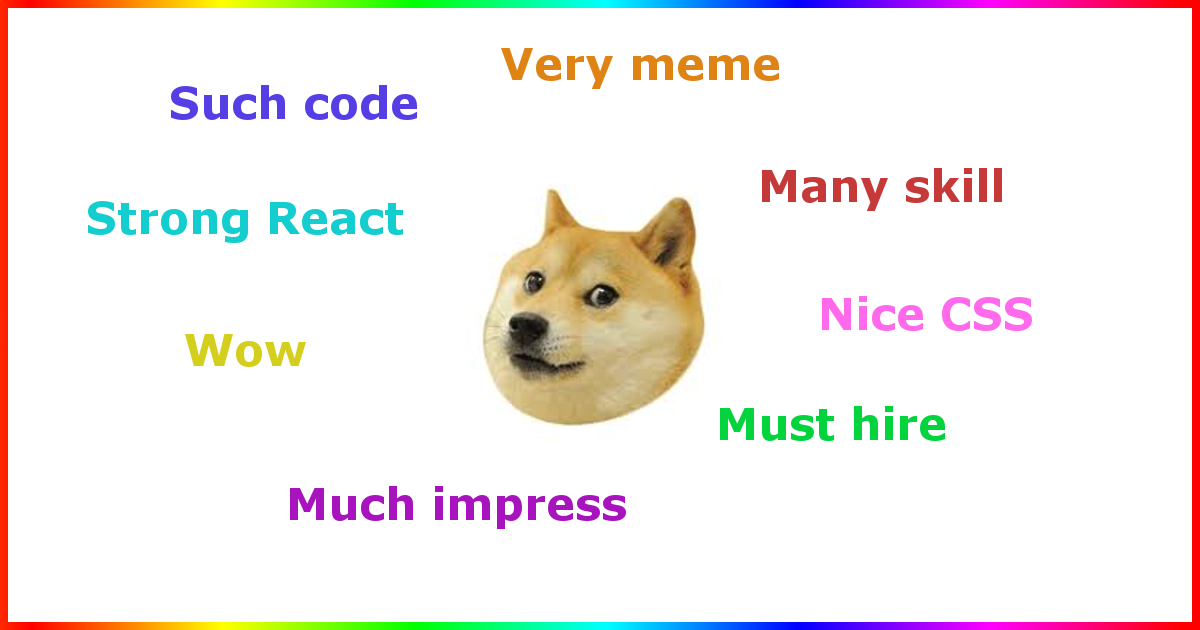 Very meme
Such code
Many skill
Strong React
Nice CSS
Wow
Must hire
Much impress